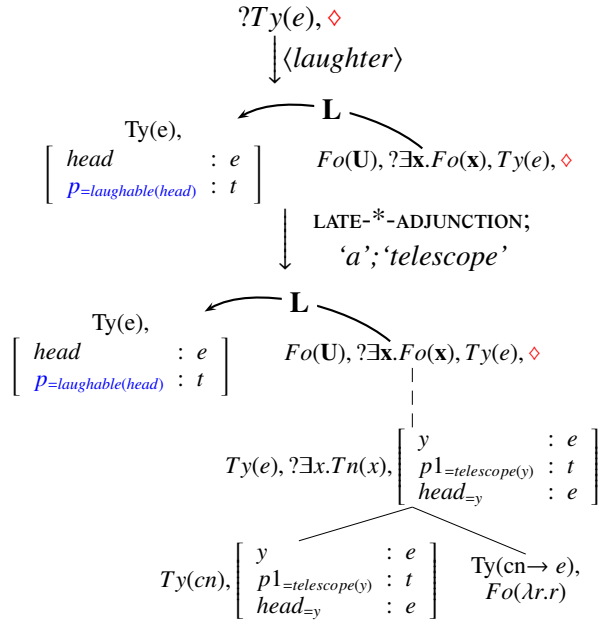 ?Ty(e), ♢
⟨laughter⟩
L
Ty(e),
[ head : e
p=laughable(head) : t ]
Fo(U), ?∃x.Fo(x), Ty(e), ♢
LATE-*-ADJUNCTION;
‘a’;‘telescope’
L
Ty(e),
[ head : e
p=laughable(head) : t ]
Fo(U), ?∃x.Fo(x), Ty(e), ♢
Ty(e), ?∃x.Tn(x), [ y : e
p1=telescope(y) : t
head=y : e ]
Ty(cn), [ y : e
p1=telescope(y) : t
head=y : e ]
Ty(cn→ e),
Fo(λr.r)